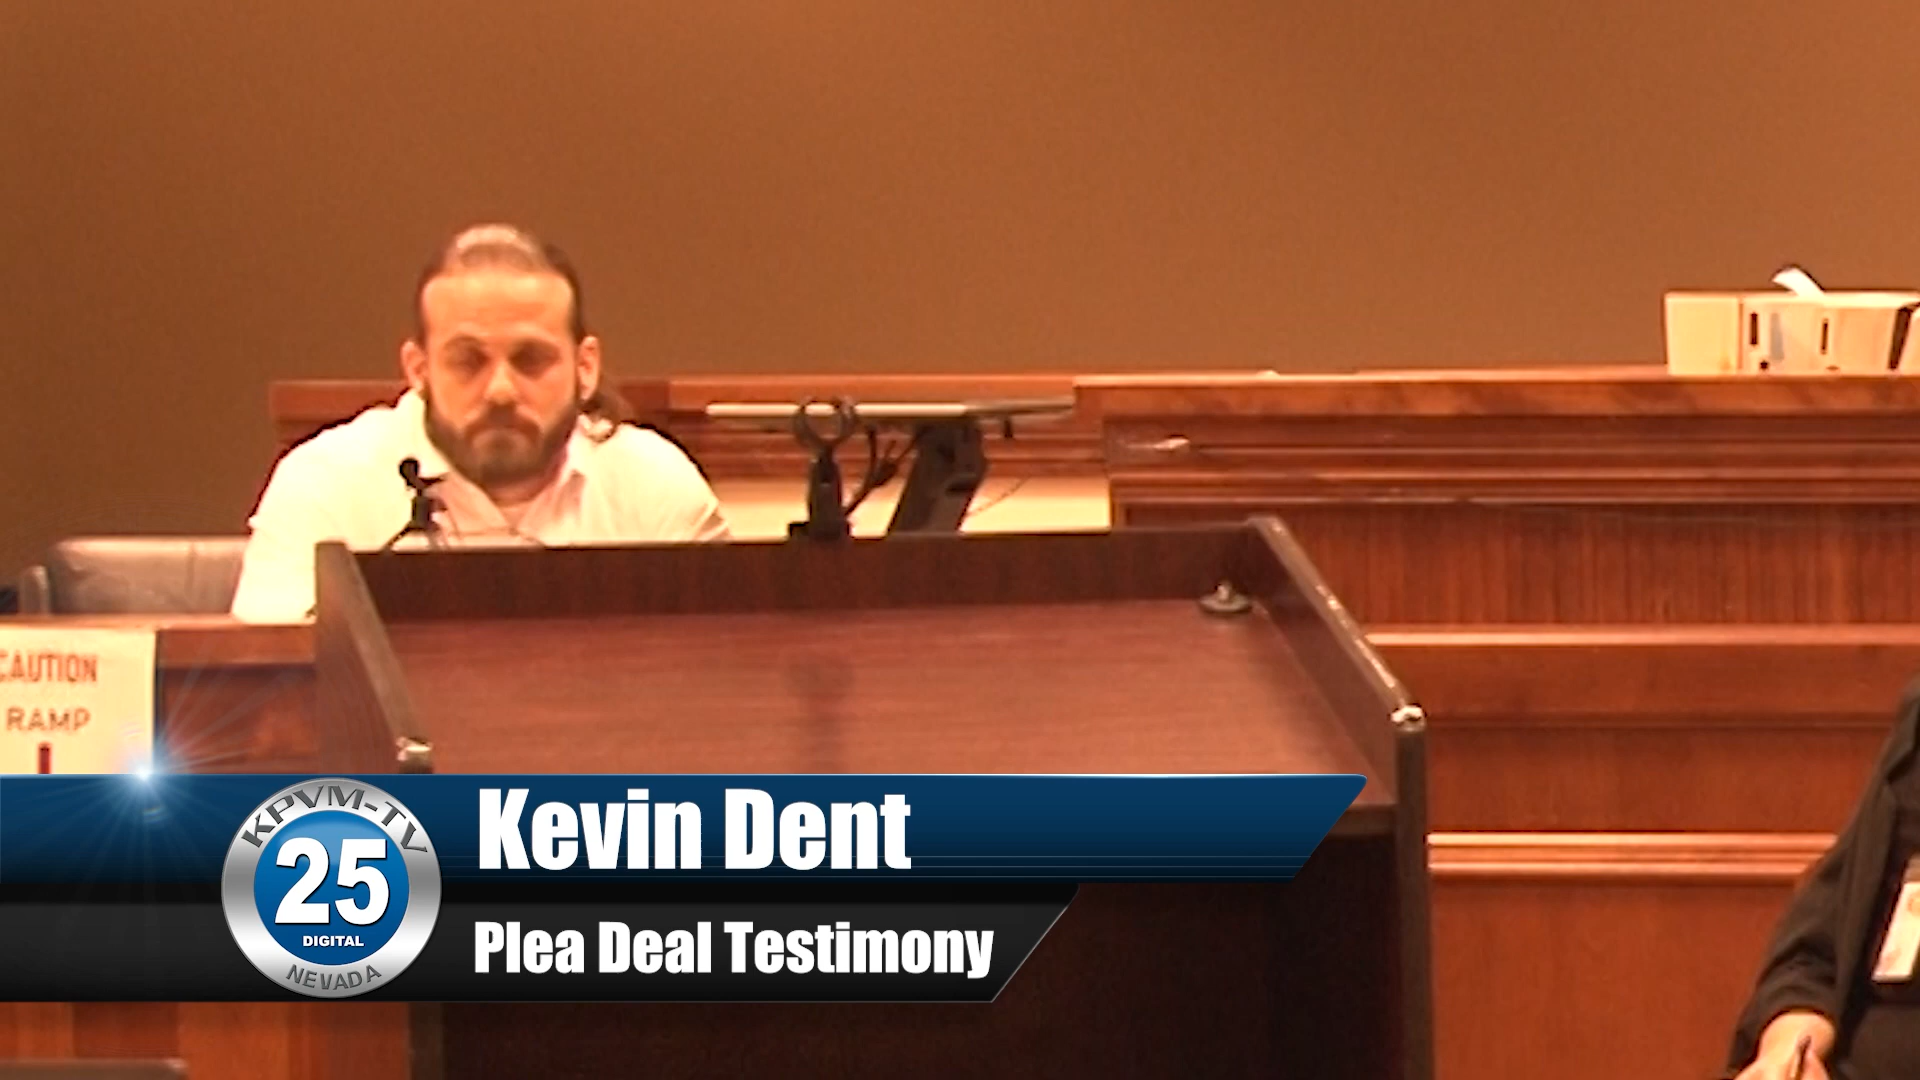 CAUTION
RAMP
KPVM-TV
25
DIGITAL
NEVADA
Kevin Dent
Plea Deal Testimony